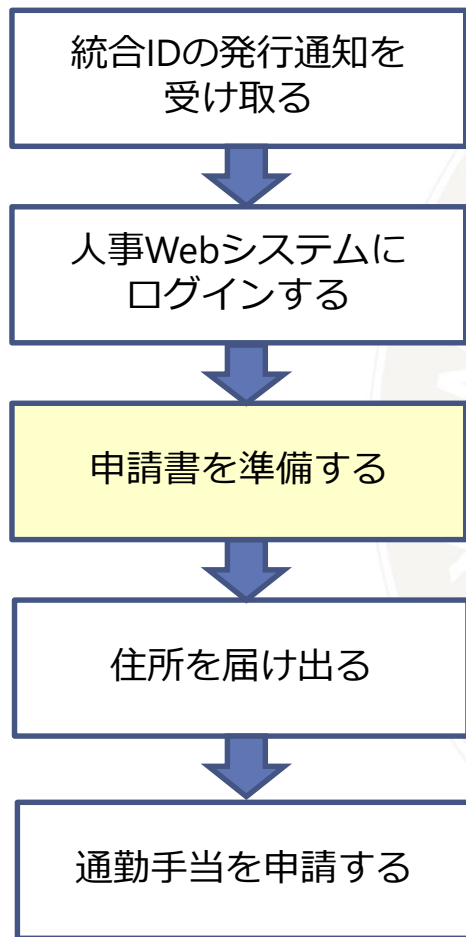 統合IDの発行通知を
受け取る
人事Webシステムに
ログインする
申請書を準備する
住所を届け出る
通勤手当を申請する